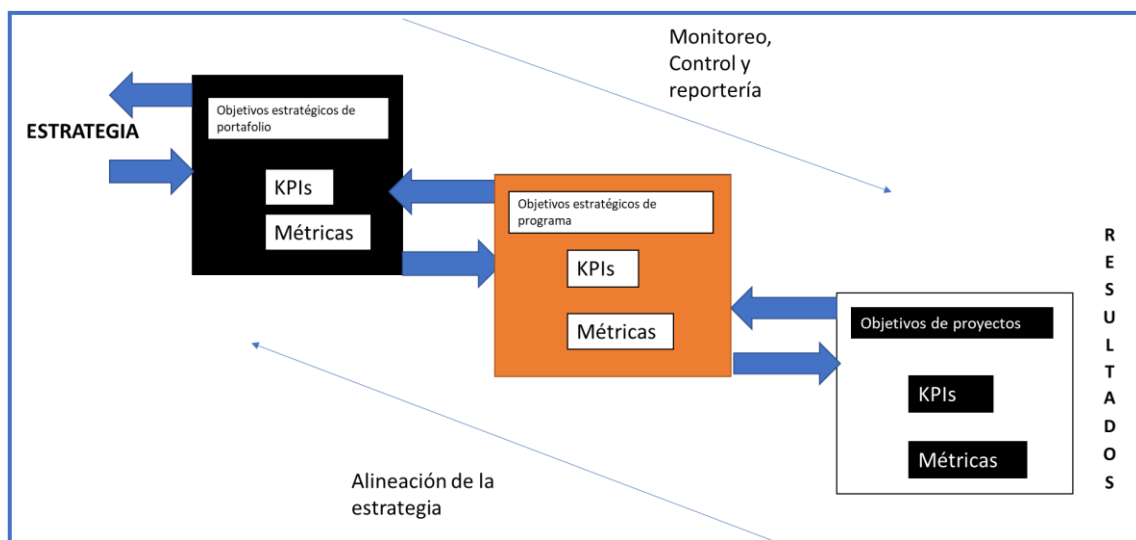 Monitoreo,
Control y
reportería
ESTRATEGIA
Objetivos estratégicos de
portafolio
KPIs
Métricas
Objetivos estratégicos de
programa
KPIs
Métricas
Objetivos de proyectos
KPIs
Métricas
R
E
S
U
L
T
A
D
O
S
Alineación de la
estrategia